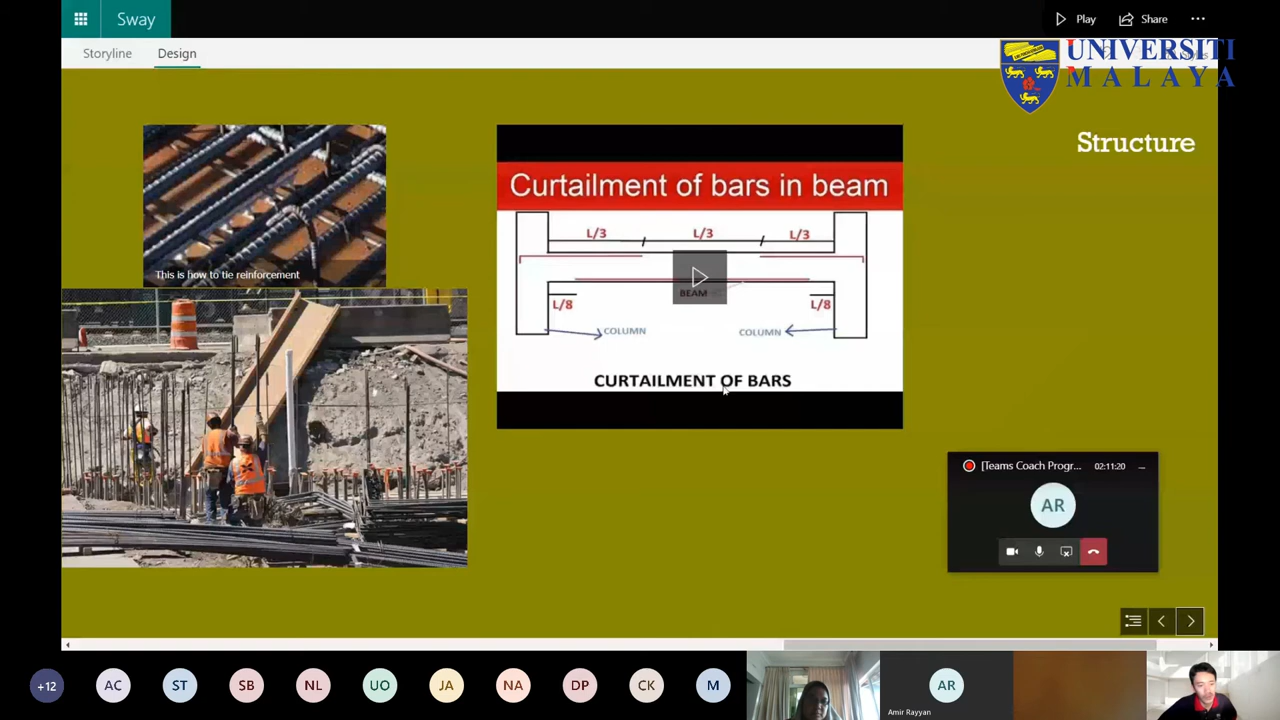 Sway
Play
Share
Storyline
Design
UNIVERSITI
MALAYA
Structure
This is how to tie reinforcement
Curtailment of bars in beam
L/3 L/3 L/3
BEAM
L/8 L/8
COLUMN COLUMN
CURTAILMENT OF BARS
[Teams Coach Progr... 02:11:20
AR
+12 AC ST SB NL UO JA NA DP CK M AR
Amir Rayyan